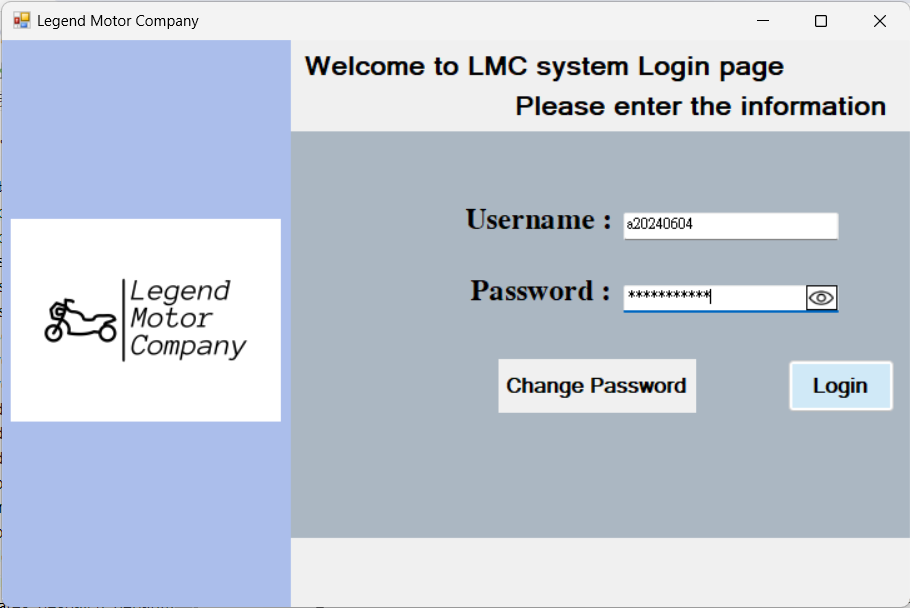 Legend Motor Company
Welcome to LMC system Login page
Please enter the information
Legend
Motor
Company
Username :
a20240604
Password :
***********
Change Password
Login